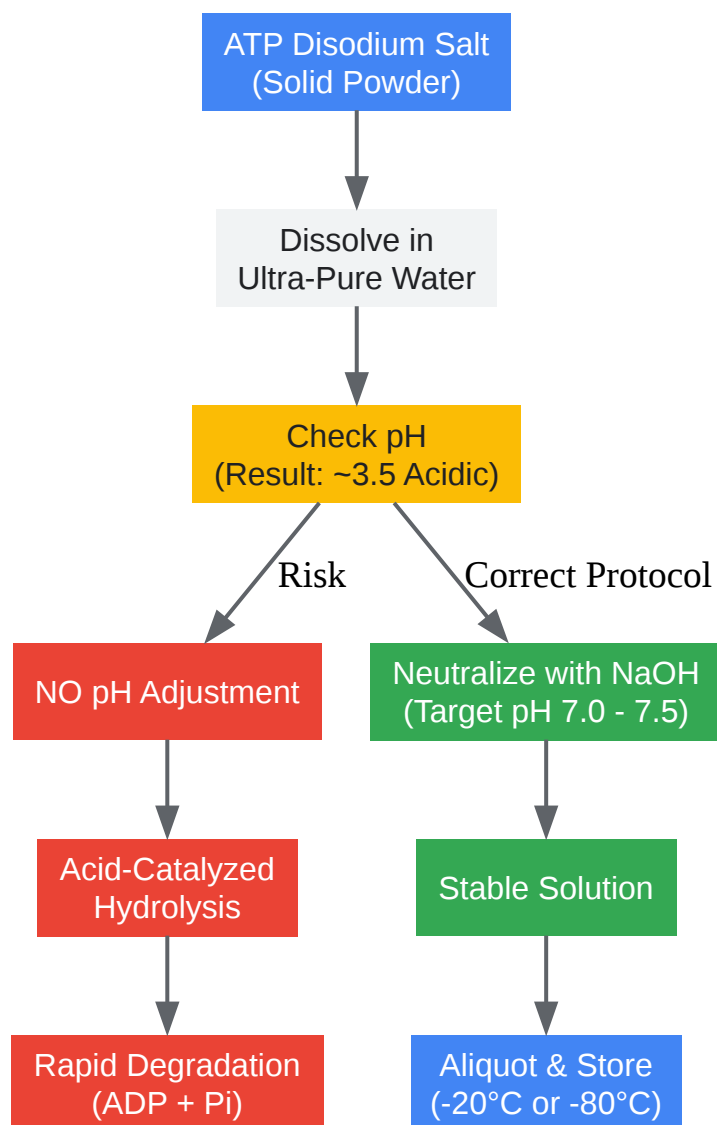 ATP Disodium Salt
(Solid Powder)
Dissolve in
Ultra-Pure Water
Check pH
(Result: ~3.5 Acidic)
Risk
Correct Protocol
NO pH Adjustment
Neutralize with NaOH
(Target pH 7.0 - 7.5)
Acid-Catalyzed
Hydrolysis
Stable Solution
Rapid Degradation
(ADP + Pi)
Aliquot & Store
(-20°C or -80°C)